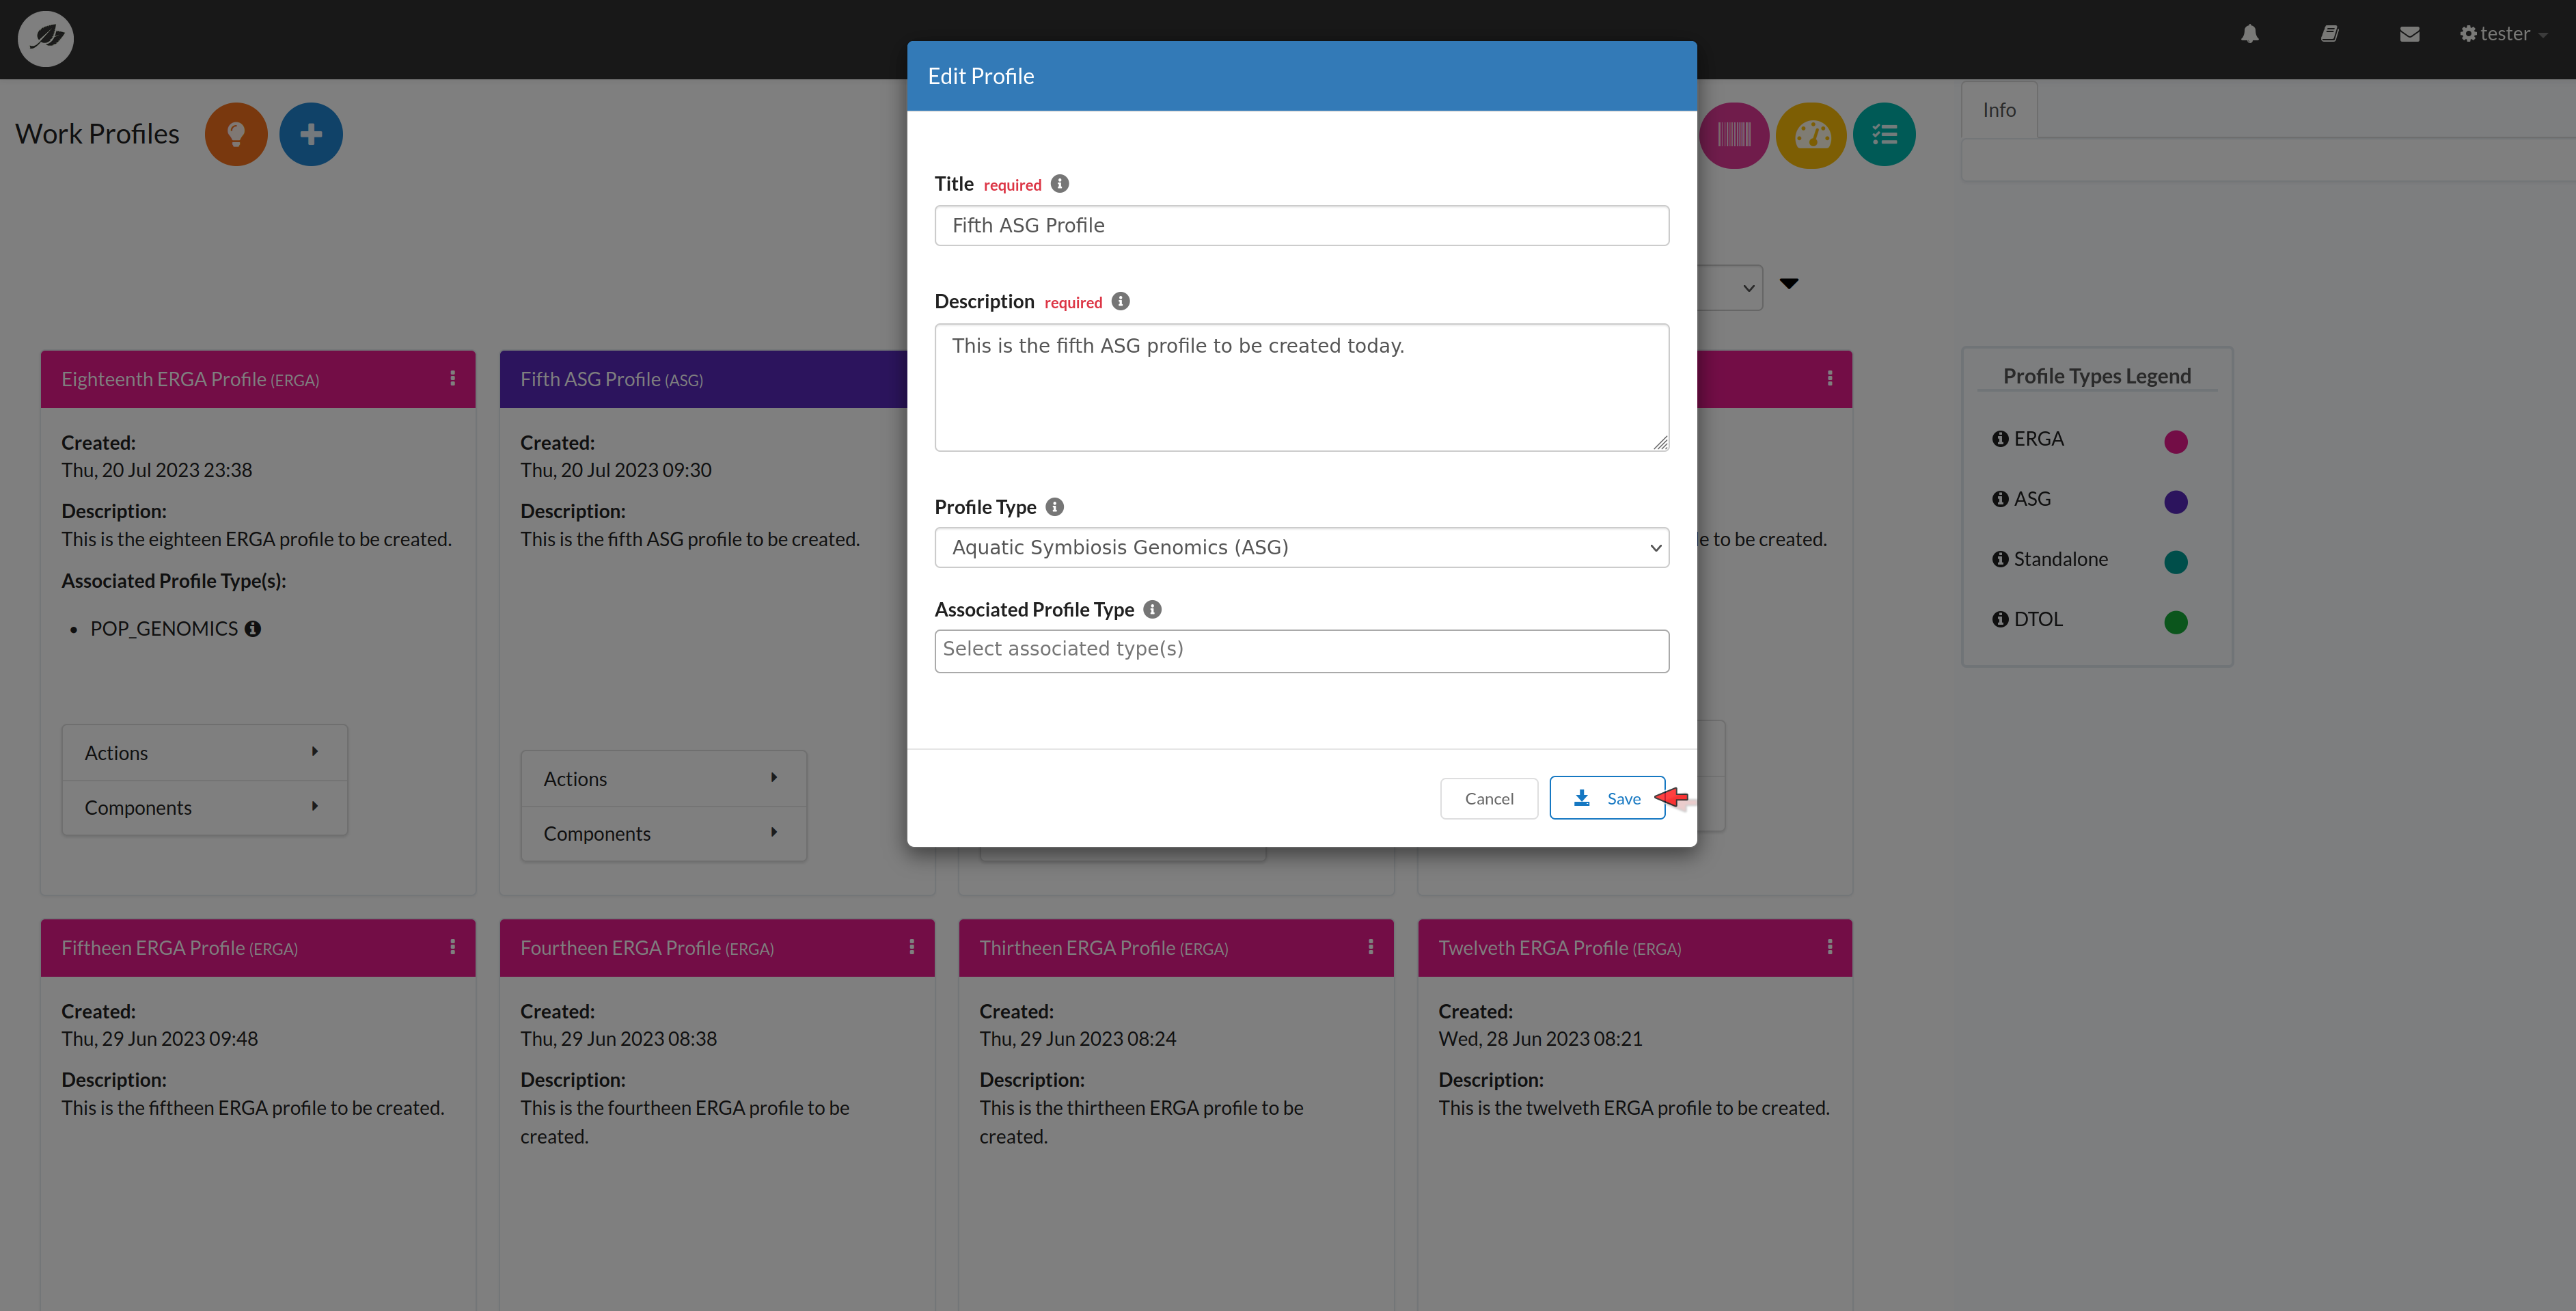 tester
Edit Profile
Work Profiles
Info
Title required
Fifth ASG Profile
Description required
This is the fifth ASG profile to be created today.
Profile Type
Aquatic Symbiosis Genomics (ASG)
Associated Profile Type
Select associated type(s)
Cancel
Save
Eighteenth ERGA Profile (ERGA)
Created:
Thu, 20 Jul 2023 23:38
Description:
This is the eighteen ERGA profile to be created.
Associated Profile Type(s):
• POP_GENOMICS
Actions
Components
Fifth ASG Profile (ASG)
Created:
Thu, 20 Jul 2023 09:30
Description:
This is the fifth ASG profile to be created.
Actions
Components
to be created.
Profile Types Legend
ERGA
ASG
Standalone
DTOL
Fiftheen ERGA Profile (ERGA)
Created:
Thu, 29 Jun 2023 09:48
Description:
This is the fiftheen ERGA profile to be created.
Fourtheen ERGA Profile (ERGA)
Created:
Thu, 29 Jun 2023 08:38
Description:
This is the fourtheen ERGA profile to be
created.
Thirtheen ERGA Profile (ERGA)
Created:
Thu, 29 Jun 2023 08:24
Description:
This is the thirtheen ERGA profile to be
created.
Twelveth ERGA Profile (ERGA)
Created:
Wed, 28 Jun 2023 08:21
Description:
This is the twelveth ERGA profile to be created.